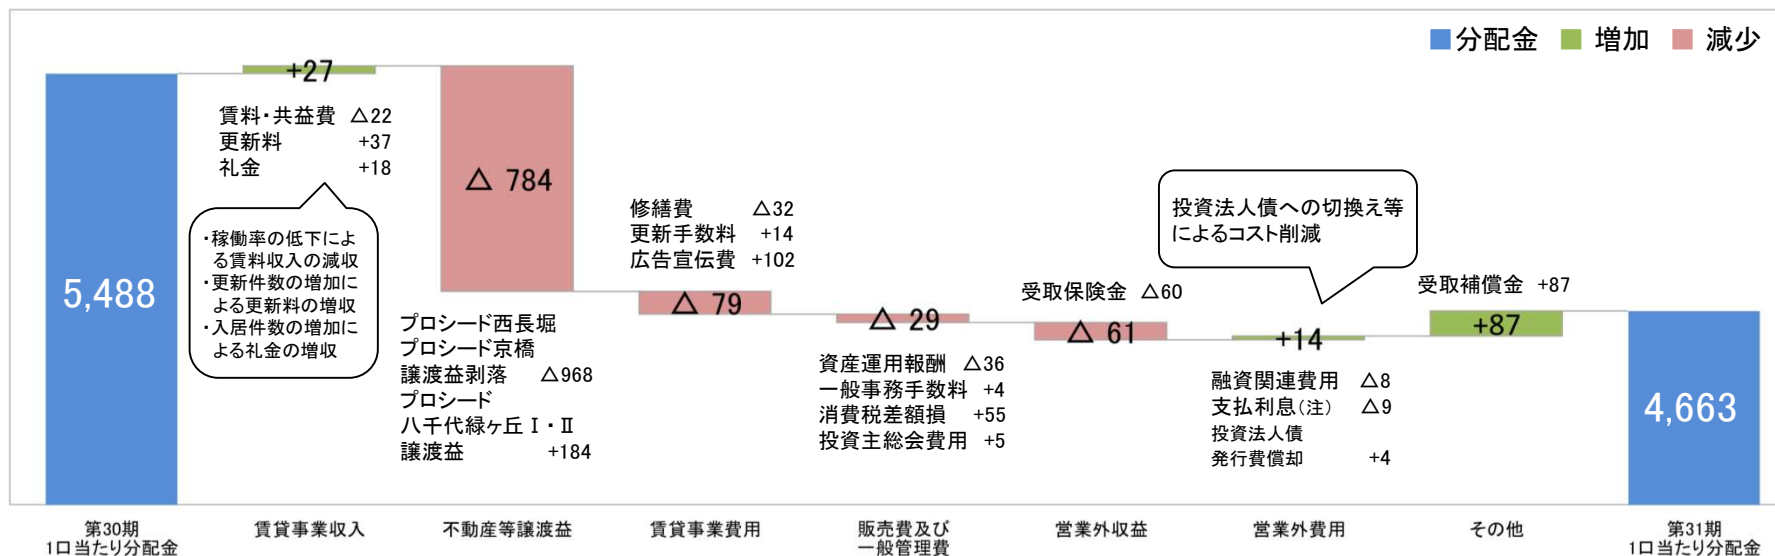 分配金 増加 減少
5,488
+27
賃料・共益費 △22
更新料 +37
礼金 +18
・稼働率の低下によ
る賃料収入の減収
・更新件数の増加に
よる更新料の増収
・入居件数の増加に
よる礼金の増収
△ 784
プロシード西長堀
プロシード京橋
譲渡益剥落 △968
プロシード
八千代緑ヶ丘Ⅰ・Ⅱ
譲渡益 +184
修繕費 △32
更新手数料 +14
広告宣伝費 +102
△ 79
△ 29
資産運用報酬 △36
一般事務手数料 +4
消費税差額損 +55
投資主総会費用 +5
受取保険金 △60
△ 61
投資法人債への切換え等
によるコスト削減
+14
融資関連費用 △8
支払利息(注) △9
投資法人債
発行費償却 +4
受取補償金 +87
+87
4,663
第30期
1口当たり分配金
賃貸事業収入
不動産等譲渡益
賃貸事業費用
販売費及び
一般管理費
営業外収益
営業外費用
その他
第31期
1口当たり分配金